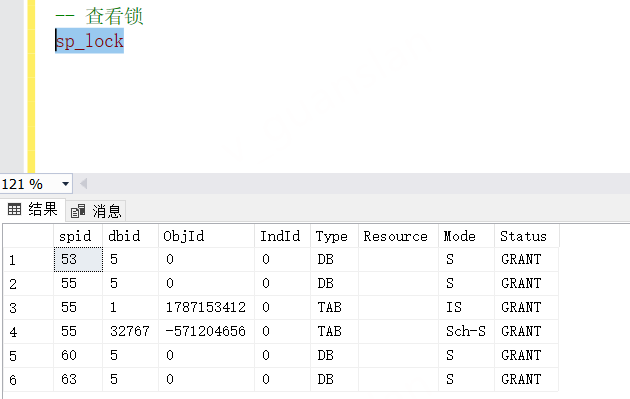 -- 查看锁
sp_lock
121 %
结果 消息
spid dbid ObjId IndId Type Resource Mode Status
1 53 5 0 0 DB S GRANT
2 55 5 0 0 DB S GRANT
3 55 1 1787153412 0 TAB IS GRANT
4 55 32767 -571204656 0 TAB Sch-S GRANT
5 60 5 0 0 DB S GRANT
6 63 5 0 0 DB S GRANT